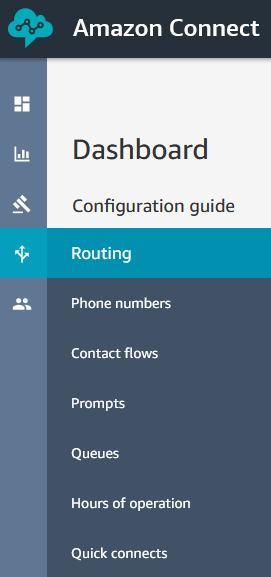 Amazon Connect
Dashboard
Configuration guide
Routing
Phone numbers
Contact flows
Prompts
Queues
Hours of operation
Quick connects